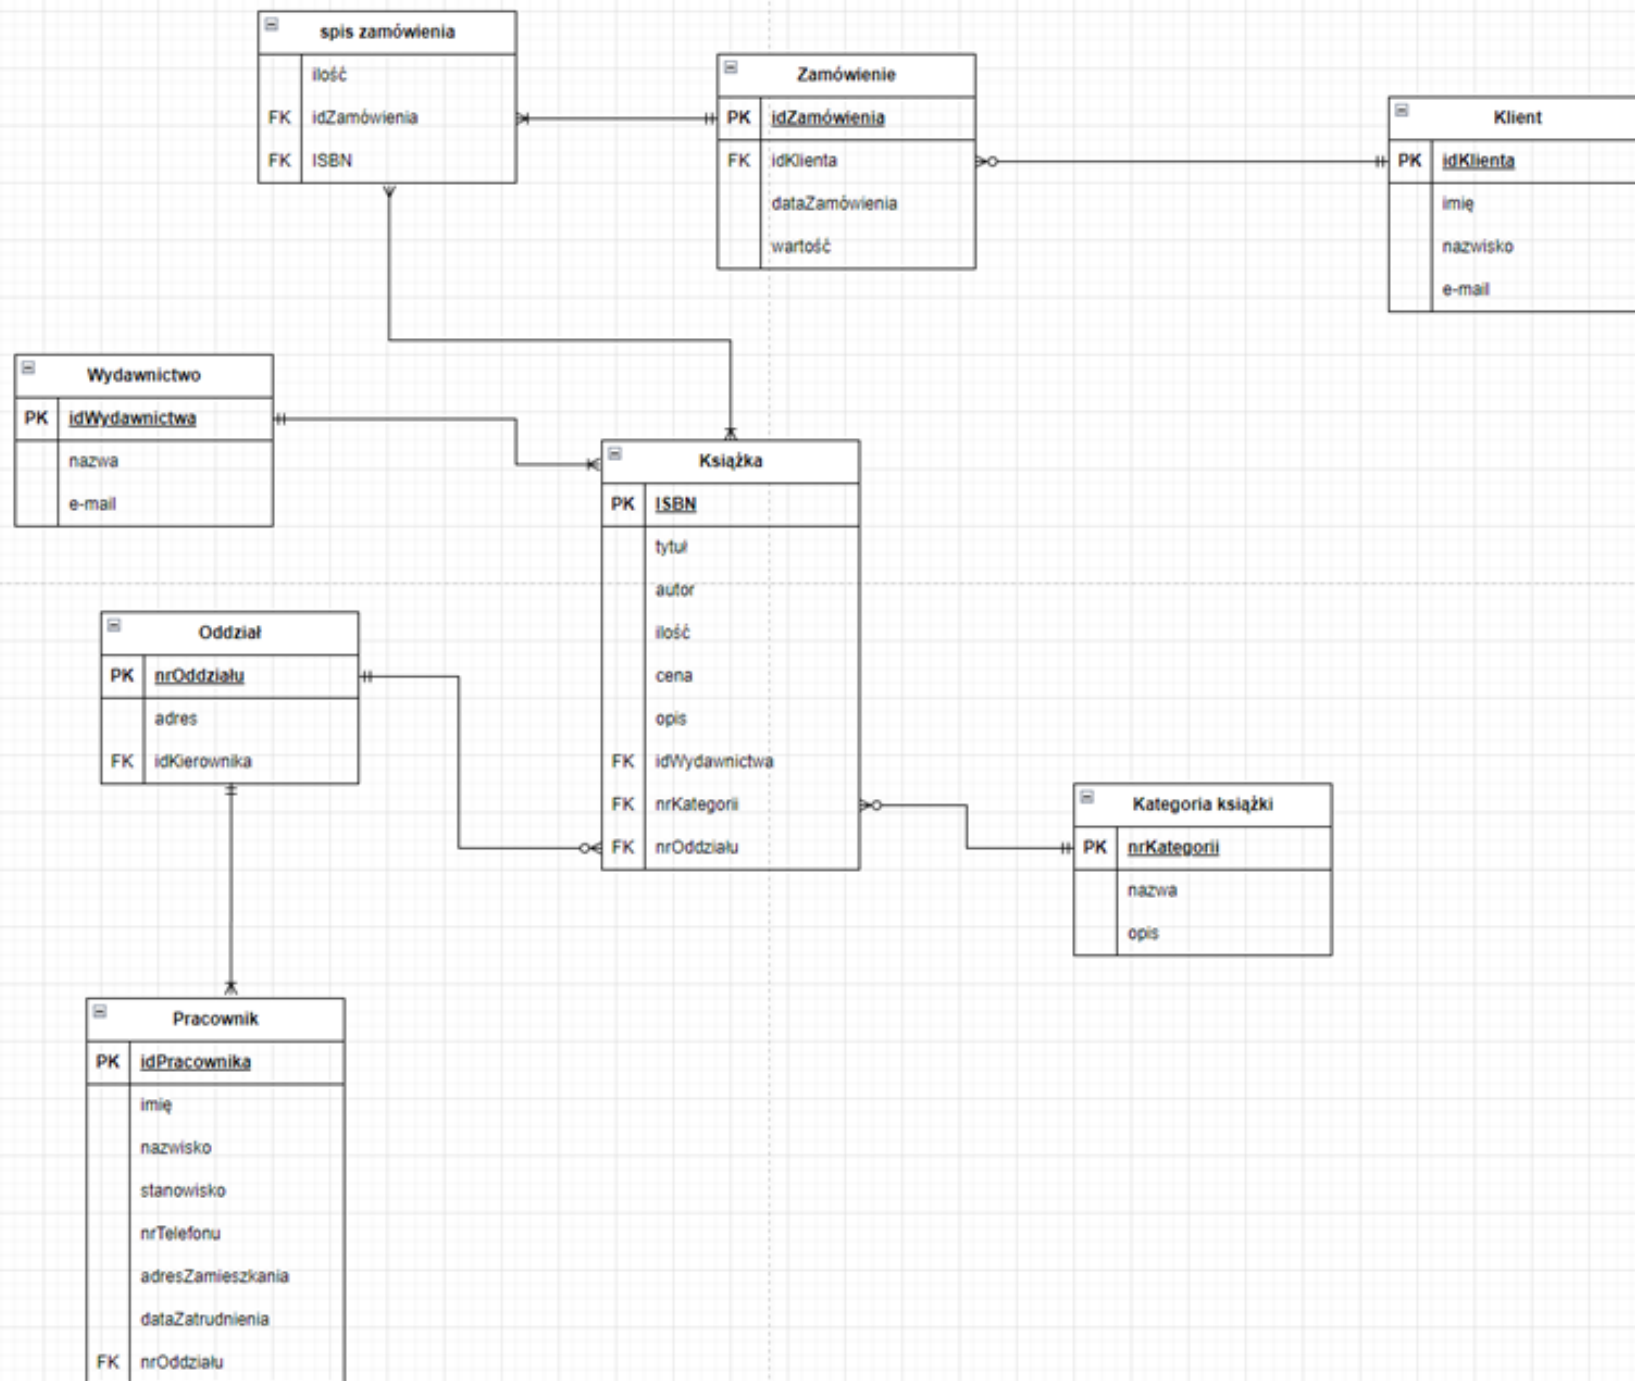 spis zamówienia
ilość
FK idZamówienia
FK ISBN
Zamówienie
PK idZamówienia
FK idKlienta
dataZamówienia
wartość
Klient
PK idKlienta
imię
nazwisko
e-mail
Wydawnictwo
PK idWydawnictwa
nazwa
e-mail
Książka
PK ISBN
tytuł
autor
ilość
cena
opis
FK idWydawnictwa
FK nrKategorii
FK nrOddziału
Oddział
PK nrOddziału
adres
FK idKierownika
Kategoria książki
PK nrKategorii
nazwa
opis
Pracownik
PK idPracownika
imię
nazwisko
stanowisko
nrTelefonu
adresZamieszkania
dataZatrudnienia
FK nrOddziału